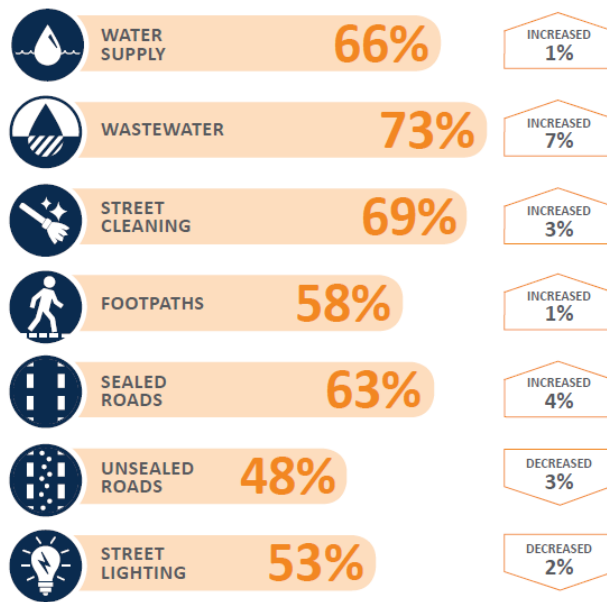 WATER
SUPPLY
66%
INCREASED
1%
WASTEWATER
73%
INCREASED
7%
STREET
CLEANING
69%
INCREASED
3%
FOOTPATHS
58%
INCREASED
1%
SEALED
ROADS
63%
INCREASED
4%
UNSEALED
ROADS
48%
DECREASED
3%
STREET
LIGHTING
53%
DECREASED
2%